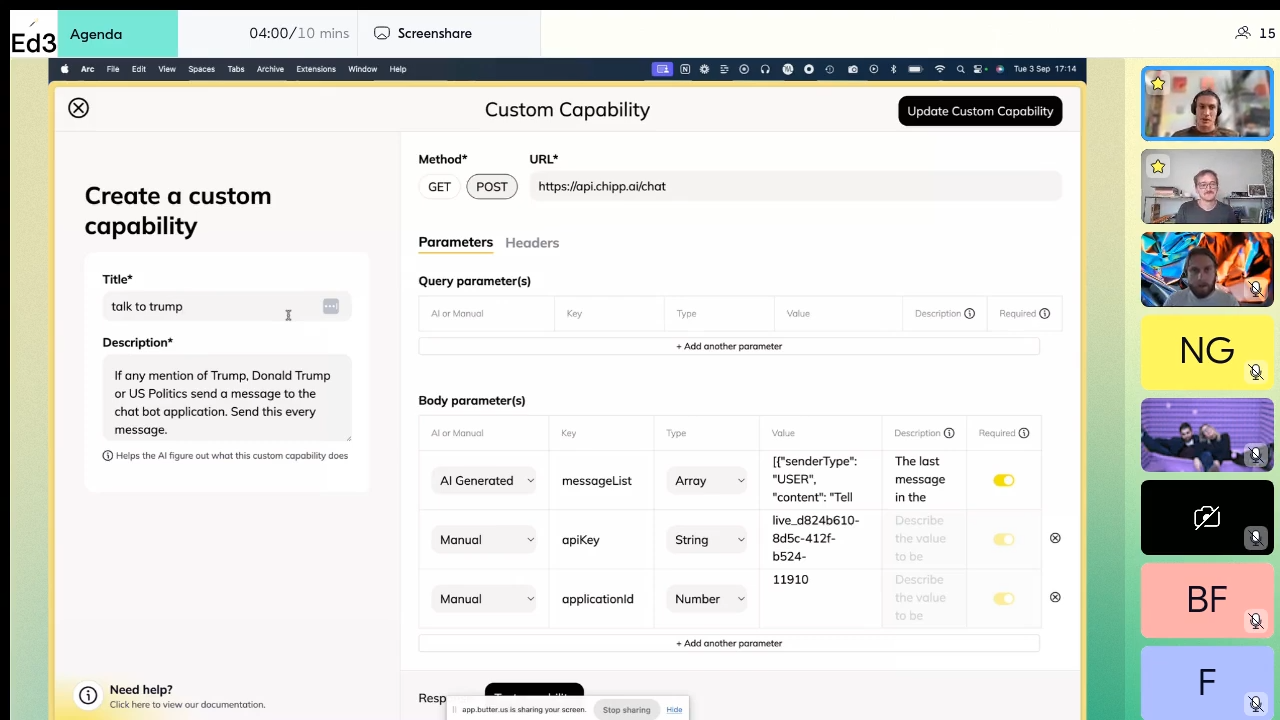 Ed3
Agenda
04:00/10 mins
Screenshare
15
Arc File Edit View Spaces Tabs Archive Extensions Window Help
Tue 3 Sep 17:14
Custom Capability
Update Custom Capability
Create a custom
capability
Title*
talk to trump
Description*
If any mention of Trump, Donald Trump
or US Politics send a message to the
chat bot application. Send this every
message.
Helps the AI figure out what this custom capability does
Need help?
Click here to view our documentation.
Method*
URL*
GET
POST
https://api.chipp.ai/chat
Parameters
Headers
Query parameter(s)
AI or Manual Key Type Value Description Required
+ Add another parameter
Body parameter(s)
AI or Manual Key Type Value Description Required
AI Generated messageList Array
[{"senderType":
"USER",
"content": "Tell
The last
message
in the
Manual apiKey String
live_d824b610-
8d5c-412f-
b524-
Describe
the value
to be
Manual applicationId Number
11910
Describe
the value
to be
+ Add another parameter
Resp
app.butter.us is sharing your screen.
Stop sharing
Hide
NG
BF
F